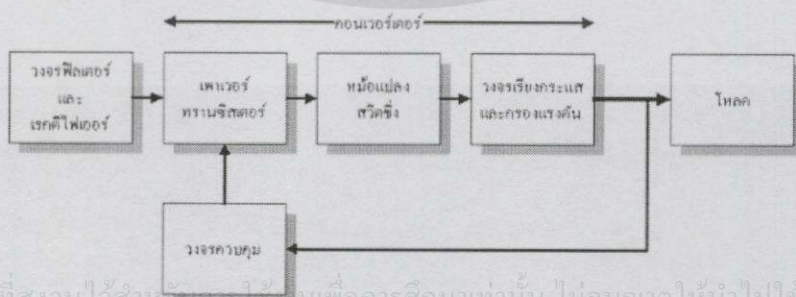 คอนเวอร์เตอร์
วงจรฟิลเตอร์
และ
เรกติไฟเออร์
เพาเวอร์
ทรานซิสเตอร์
หม้อแปลง
สวิตชิ่ง
วงจรเรียงกระแส
และกรองแรงดัน
โหลด
วงจรควบคุม